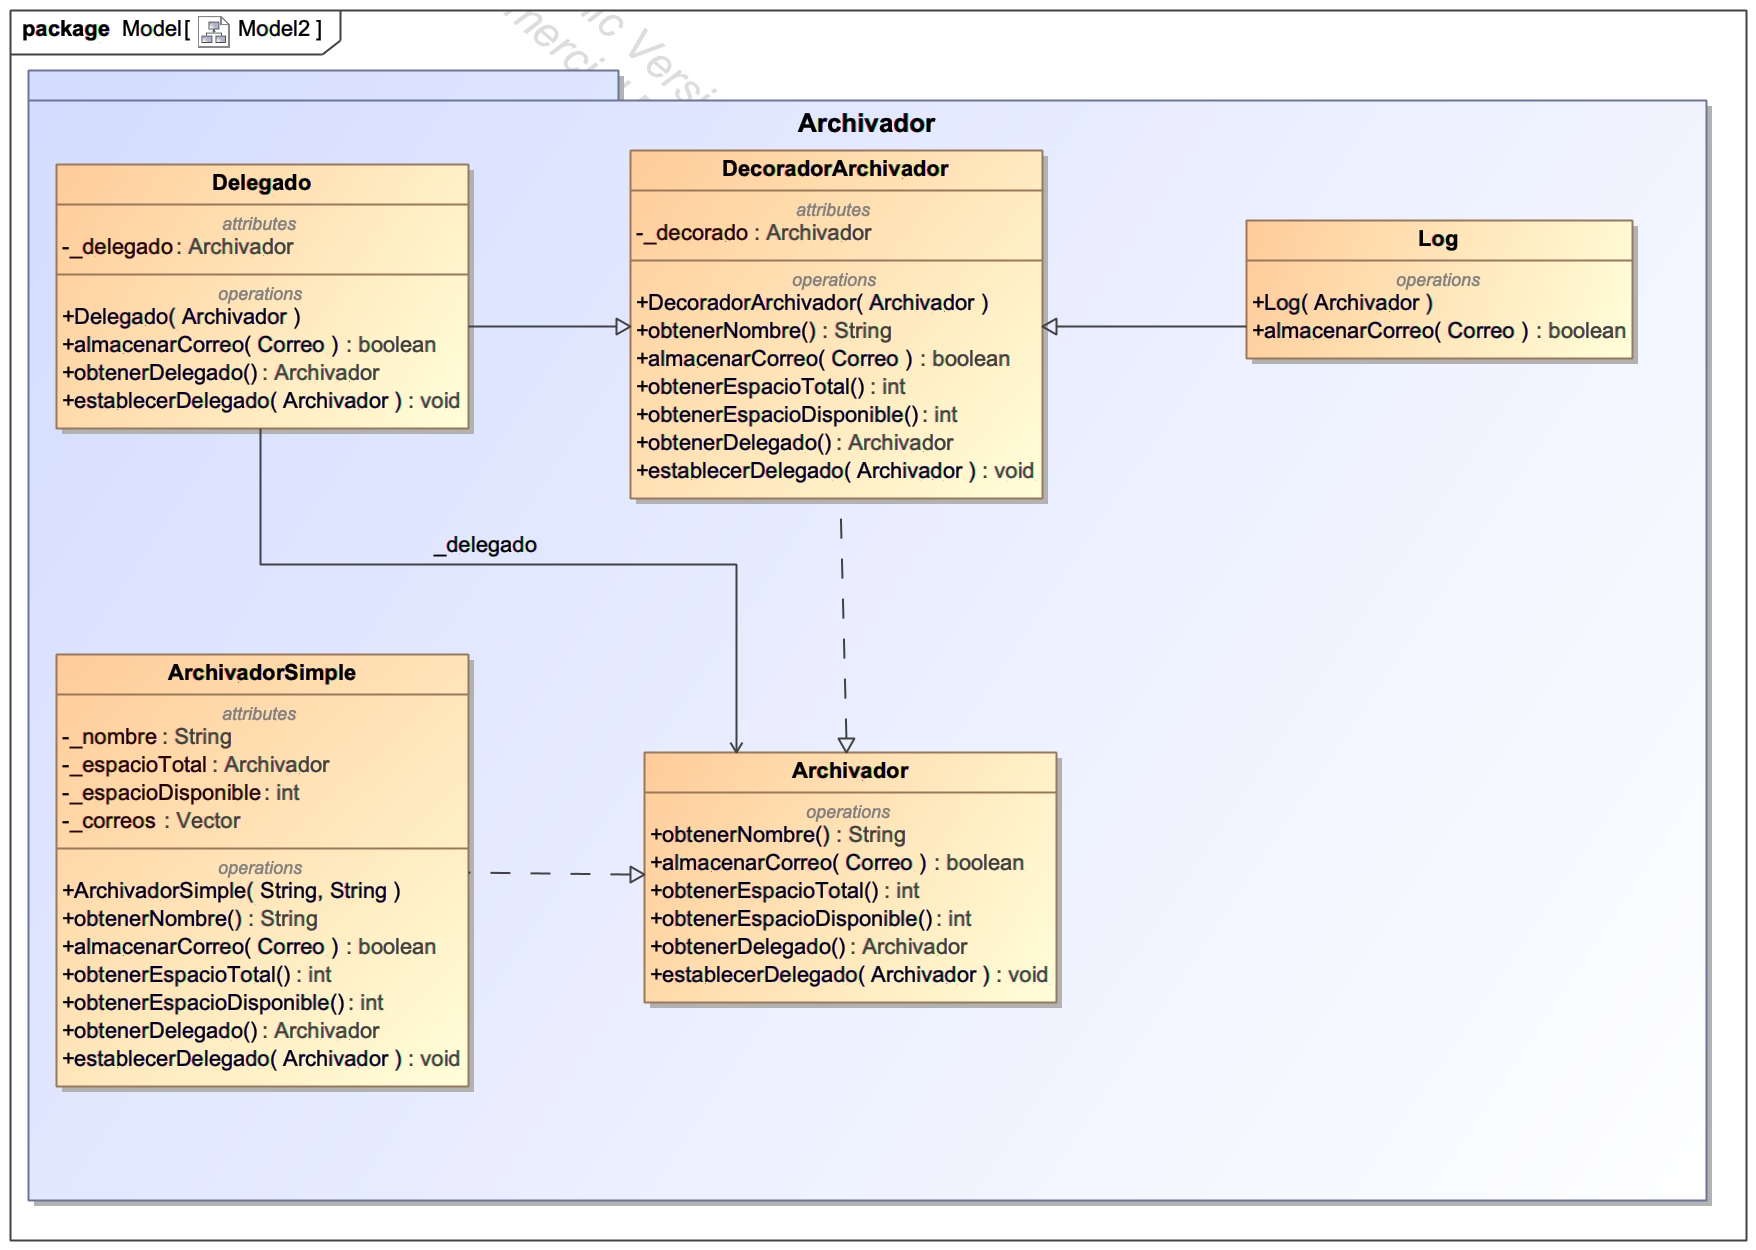 package Model[ Model2 ]
Archivador
Delegado
attributes
-_delegado : Archivador
operations
+Delegado( Archivador )
+almacenarCorreo( Correo ) : boolean
+obtenerDelegado() : Archivador
+establecerDelegado( Archivador ) : void
DecoradorArchivador
attributes
-_decorado : Archivador
operations
+DecoradorArchivador( Archivador )
+obtenerNombre() : String
+almacenarCorreo( Correo ) : boolean
+obtenerEspacioTotal() : int
+obtenerEspacioDisponible() : int
+obtenerDelegado() : Archivador
+establecerDelegado( Archivador ) : void
Log
operations
+Log( Archivador )
+almacenarCorreo( Correo ) : boolean
_delegado
ArchivadorSimple
attributes
-_nombre : String
-_espacioTotal : Archivador
-_espacioDisponible : int
-_correos : Vector
operations
+ArchivadorSimple( String, String )
+obtenerNombre() : String
+almacenarCorreo( Correo ) : boolean
+obtenerEspacioTotal() : int
+obtenerEspacioDisponible() : int
+obtenerDelegado() : Archivador
+establecerDelegado( Archivador ) : void
Archivador
operations
+obtenerNombre() : String
+almacenarCorreo( Correo ) : boolean
+obtenerEspacioTotal() : int
+obtenerEspacioDisponible() : int
+obtenerDelegado() : Archivador
+establecerDelegado( Archivador ) : void